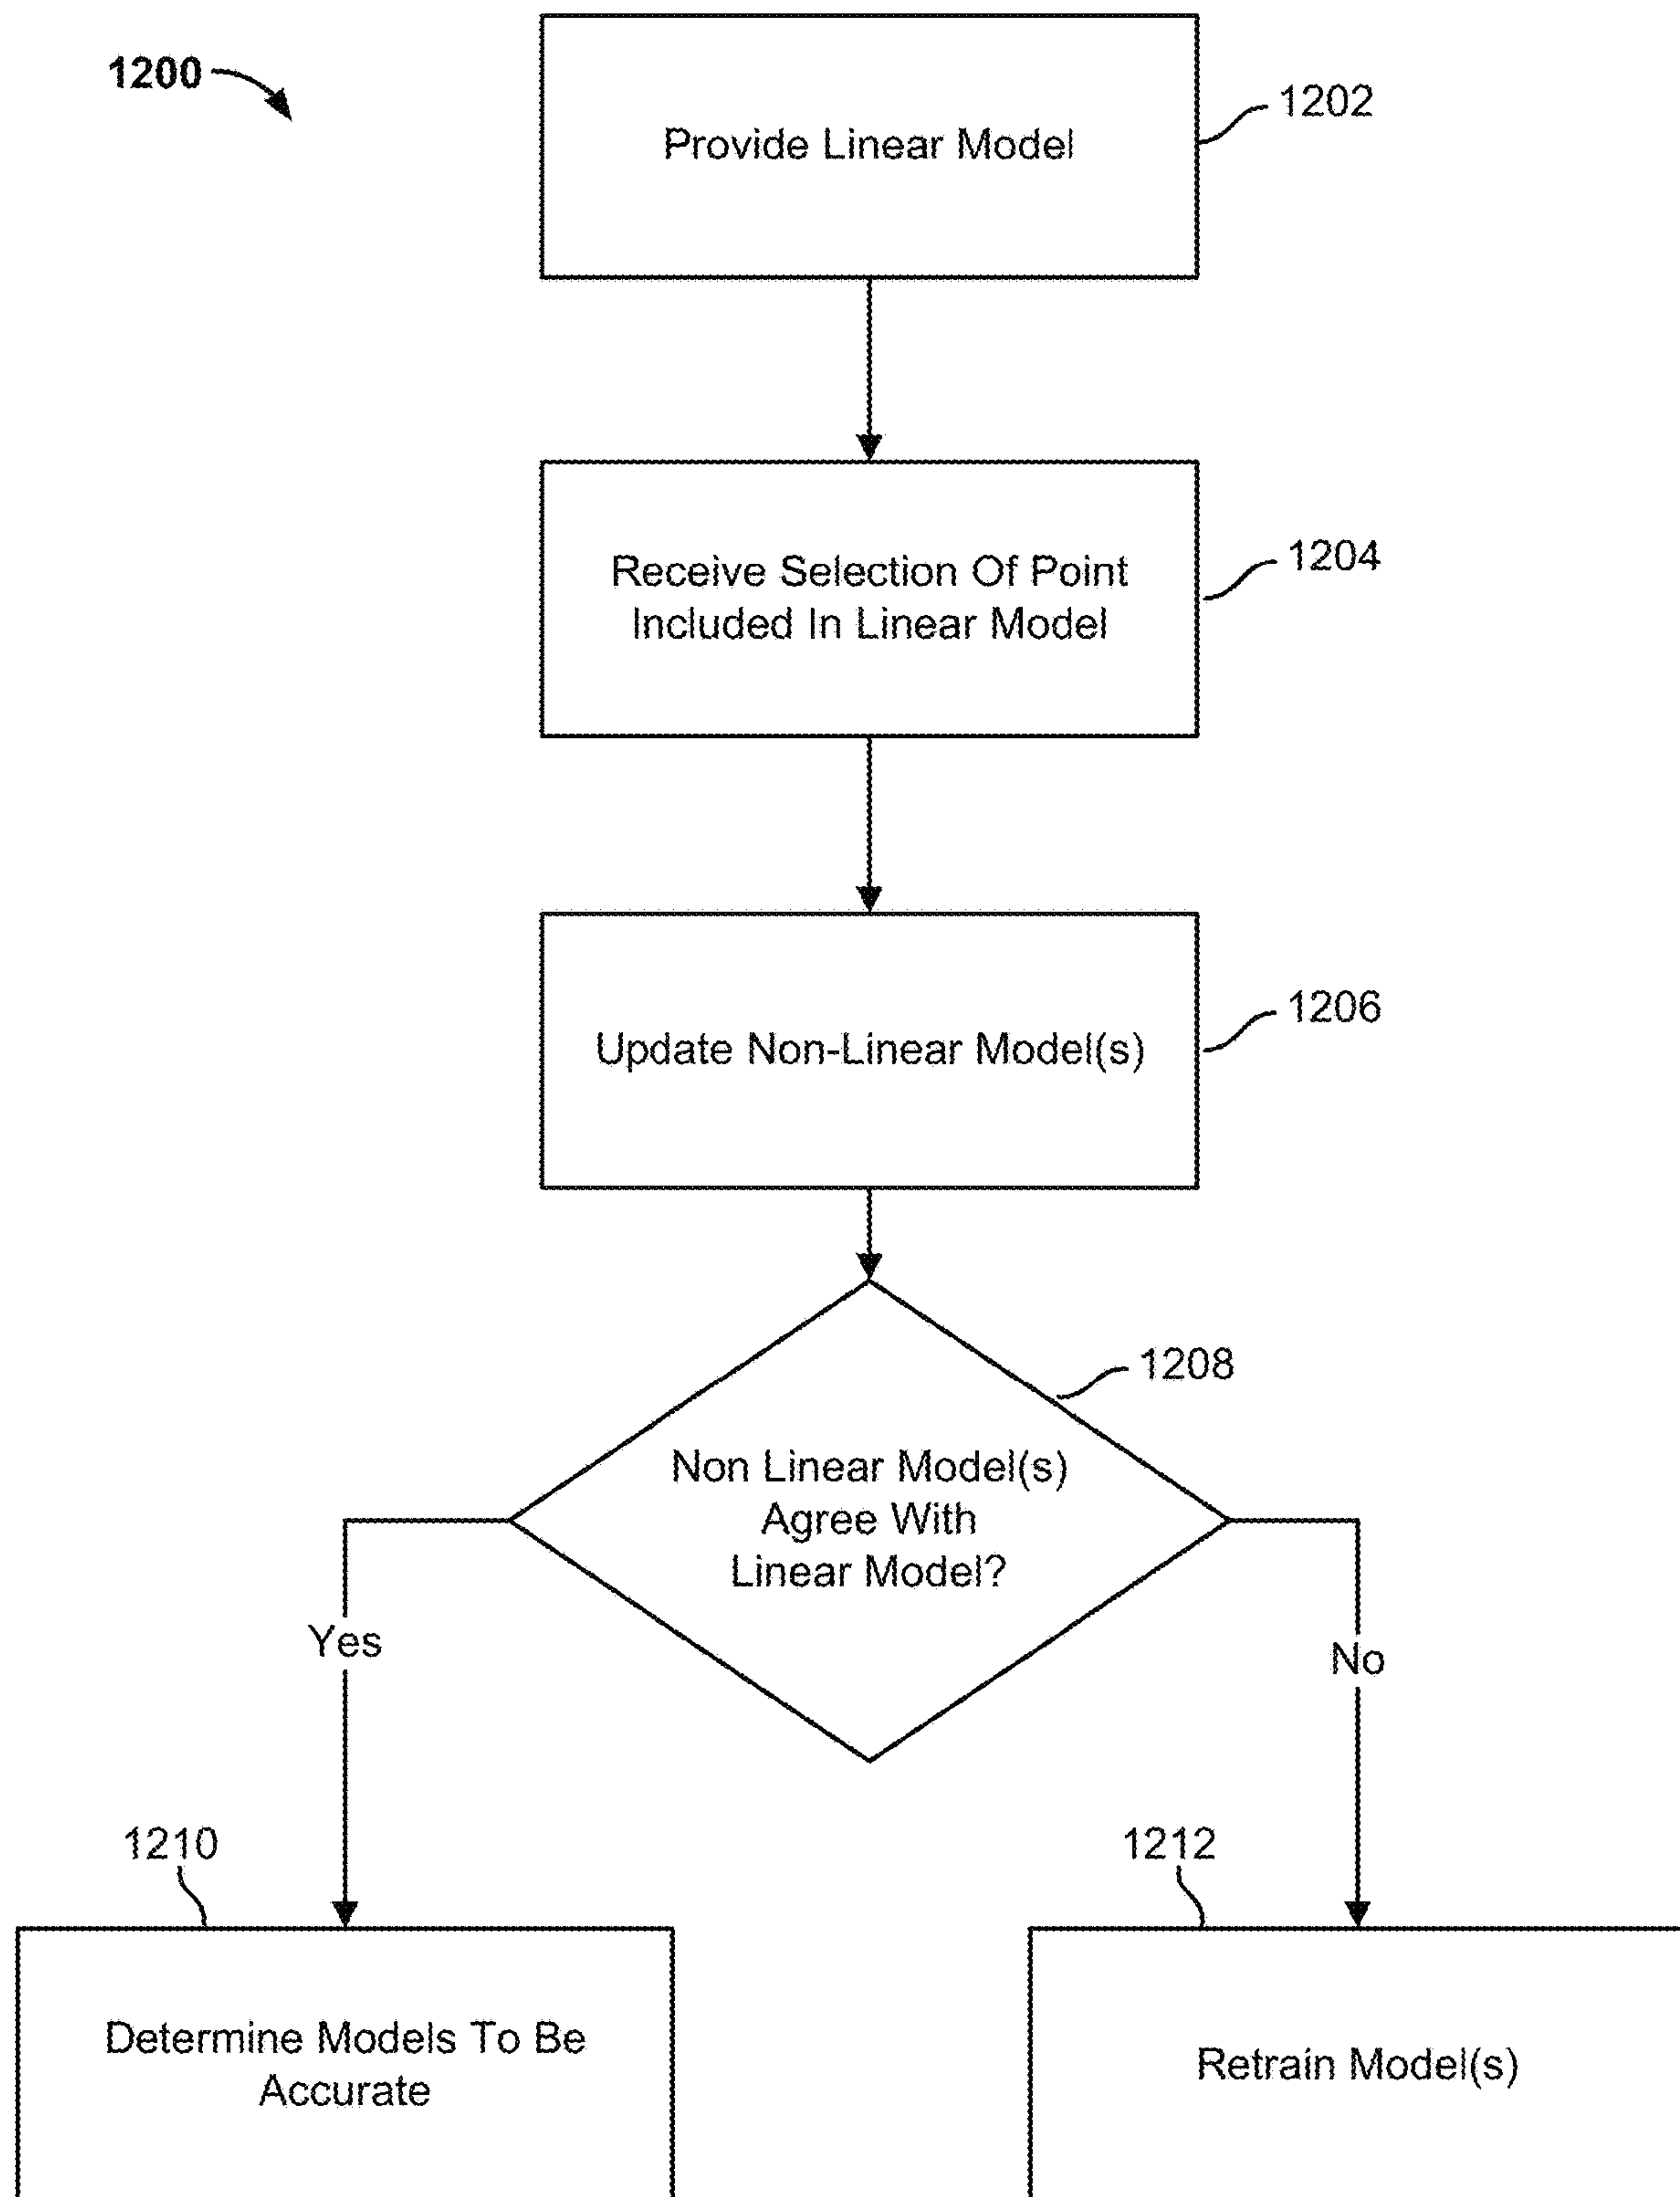 1200
Provide Linear Model
1202
Receive Selection Of Point
Included In Linear Model
1204
Update Non-Linear Model(s)
1206
1208
Non Linear Model(s)
Agree With
Linear Model?
Yes
No
1210
1212
Determine Models To Be
Accurate
Retrain Model(s)